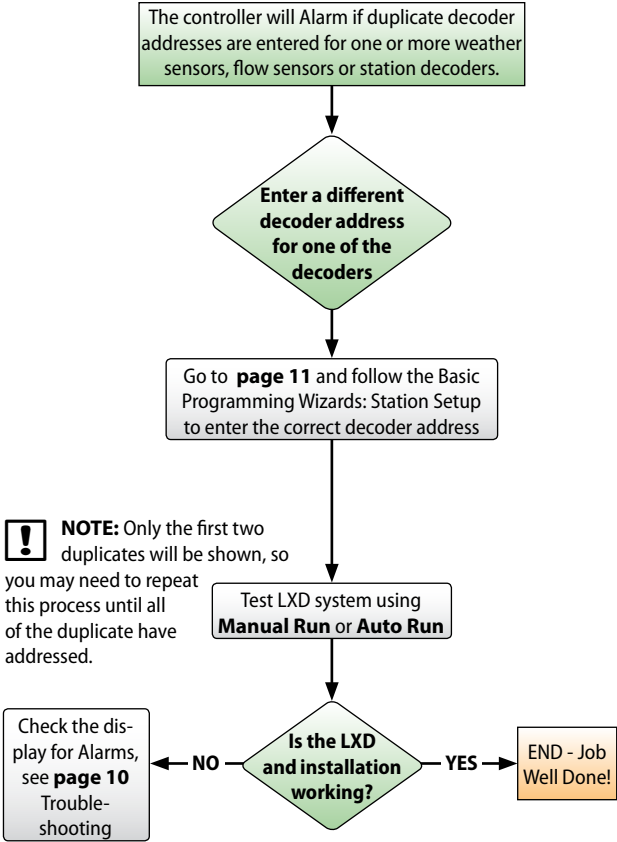 The controller will Alarm if duplicate decoder
addresses are entered for one or more weather
sensors, flow sensors or station decoders.
Enter a different
decoder address
for one of the
decoders
Go to page 11 and follow the Basic
Programming Wizards: Station Setup
to enter the correct decoder address
! NOTE: Only the first two
duplicates will be shown, so
you may need to repeat
this process until all
of the duplicate have
addressed.
Test LXD system using
Manual Run or Auto Run
Is the LXD
and installation
working?
NO
Check the dis-
play for Alarms,
see page 10
Trouble-
shooting
YES
END - Job
Well Done!